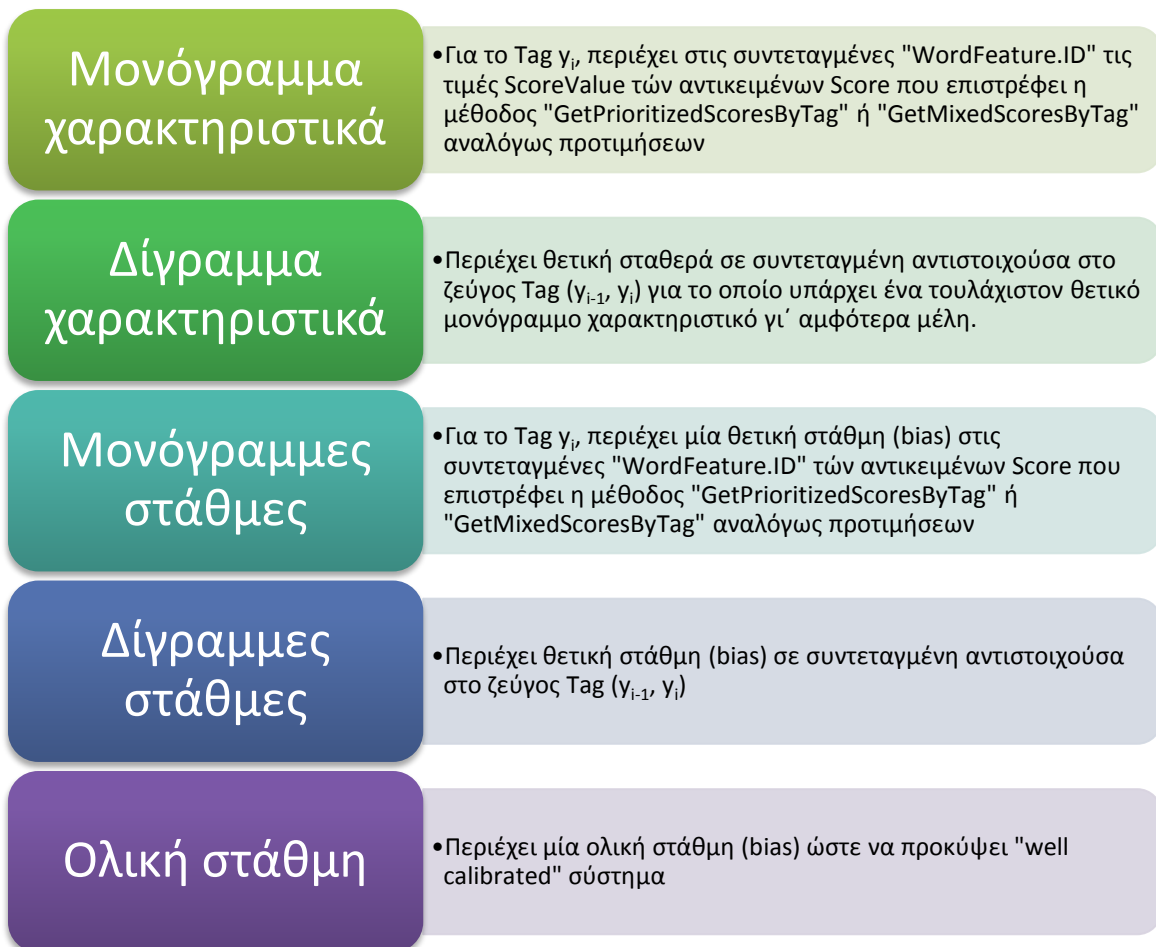 Μονόγραμμα
χαρακτηριστικά
•Για το Tag yi, περιέχει στις συντεταγμένες "WordFeature.ID" τις
τιμές ScoreValue τών αντικειμένων Score που επιστρέφει η
μέθοδος "GetPrioritizedScoresByTag" ή "GetMixedScoresByTag"
αναλόγως προτιμήσεων
Δίγραμμα
χαρακτηριστικά
•Περιέχει θετική σταθερά σε συντεταγμένη αντιστοιχούσα στο
ζεύγος Tag (yi-1, yi) για το οποίο υπάρχει ένα τουλάχιστον θετικό
μονόγραμμο χαρακτηριστικό γι΄ αμφότερα μέλη.
Μονόγραμμες
στάθμες
•Για το Tag yi, περιέχει μία θετική στάθμη (bias) στις
συντεταγμένες "WordFeature.ID" τών αντικειμένων Score που
επιστρέφει η μέθοδος "GetPrioritizedScoresByTag" ή
"GetMixedScoresByTag" αναλόγως προτιμήσεων
Δίγραμμες
στάθμες
•Περιέχει θετική στάθμη (bias) σε συντεταγμένη αντιστοιχούσα
στο ζεύγος Tag (yi-1, yi)
Ολική στάθμη
•Περιέχει μία ολική στάθμη (bias) ώστε να προκύψει "well
calibrated" σύστημα